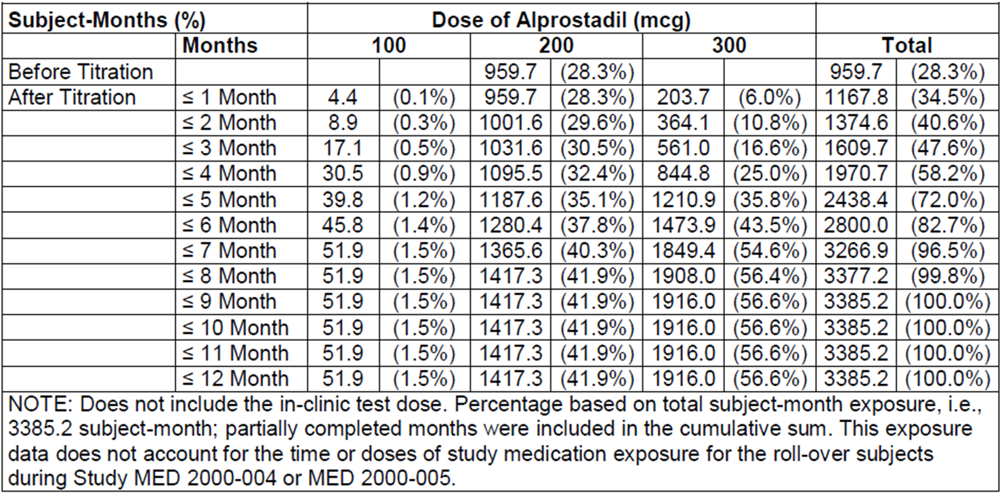 Subject-Months (%) Dose of Alprostadil (mcg)
Months 100 200 300 Total
Before Titration 959.7 (28.3%) 959.7 (28.3%)
After Titration ≤ 1 Month 4.4 (0.1%) 959.7 (28.3%) 203.7 (6.0%) 1167.8 (34.5%)
≤ 2 Month 8.9 (0.3%) 1001.6 (29.6%) 364.1 (10.8%) 1374.6 (40.6%)
≤ 3 Month 17.1 (0.5%) 1031.6 (30.5%) 561.0 (16.6%) 1609.7 (47.6%)
≤ 4 Month 30.5 (0.9%) 1095.5 (32.4%) 844.8 (25.0%) 1970.7 (58.2%)
≤ 5 Month 39.8 (1.2%) 1187.6 (35.1%) 1210.9 (35.8%) 2438.4 (72.0%)
≤ 6 Month 45.8 (1.4%) 1280.4 (37.8%) 1473.9 (43.5%) 2800.0 (82.7%)
≤ 7 Month 51.9 (1.5%) 1365.6 (40.3%) 1849.4 (54.6%) 3266.9 (96.5%)
≤ 8 Month 51.9 (1.5%) 1417.3 (41.9%) 1908.0 (56.4%) 3377.2 (99.8%)
≤ 9 Month 51.9 (1.5%) 1417.3 (41.9%) 1916.0 (56.6%) 3385.2 (100.0%)
≤ 10 Month 51.9 (1.5%) 1417.3 (41.9%) 1916.0 (56.6%) 3385.2 (100.0%)
≤ 11 Month 51.9 (1.5%) 1417.3 (41.9%) 1916.0 (56.6%) 3385.2 (100.0%)
≤ 12 Month 51.9 (1.5%) 1417.3 (41.9%) 1916.0 (56.6%) 3385.2 (100.0%)
NOTE: Does not include the in-clinic test dose. Percentage based on total subject-month exposure, i.e.,
3385.2 subject-month; partially completed months were included in the cumulative sum. This exposure
data does not account for the time or doses of study medication exposure for the roll-over subjects
during Study MED 2000-004 or MED 2000-005.